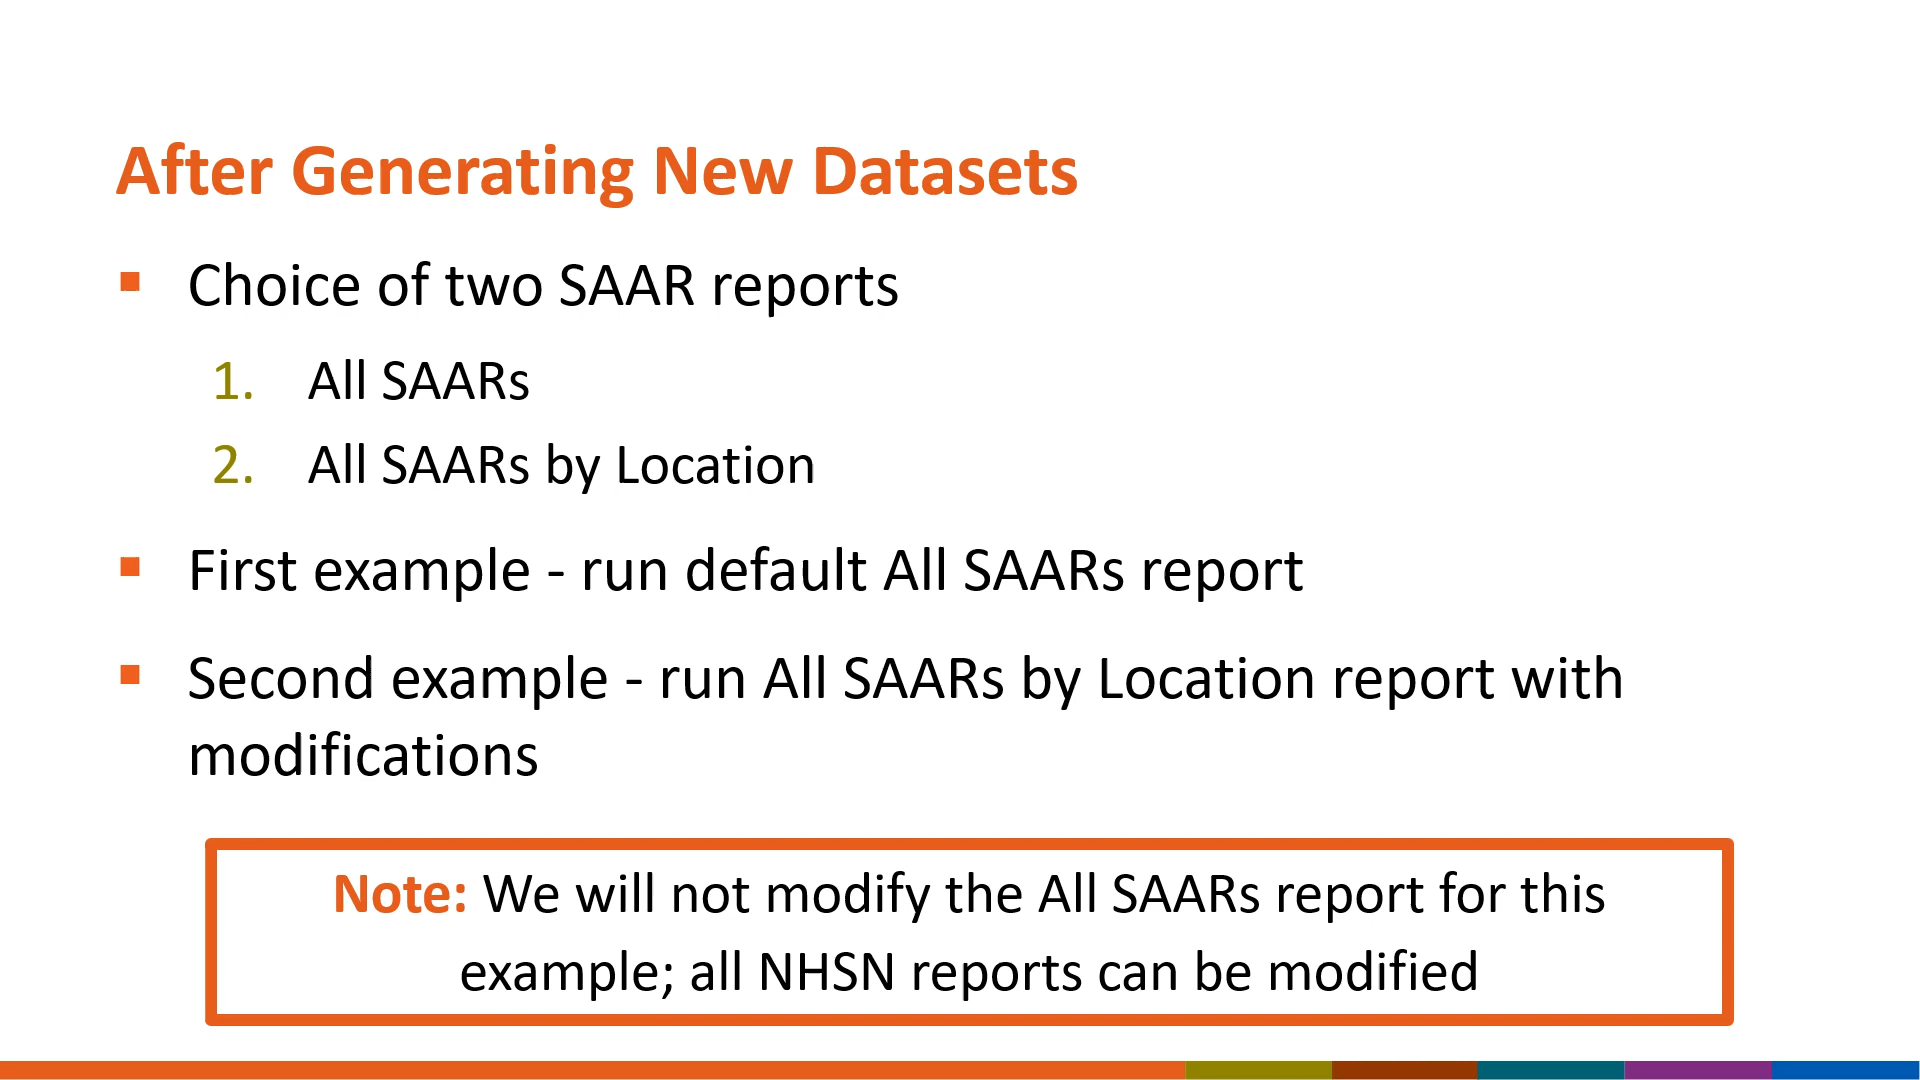 After Generating New Datasets
▪ Choice of two SAAR reports
1. All SAARs
2. All SAARs by Location
▪ First example - run default All SAARs report
▪ Second example - run All SAARs by Location report with
modifications
Note: We will not modify the All SAARs report for this
example; all NHSN reports can be modified